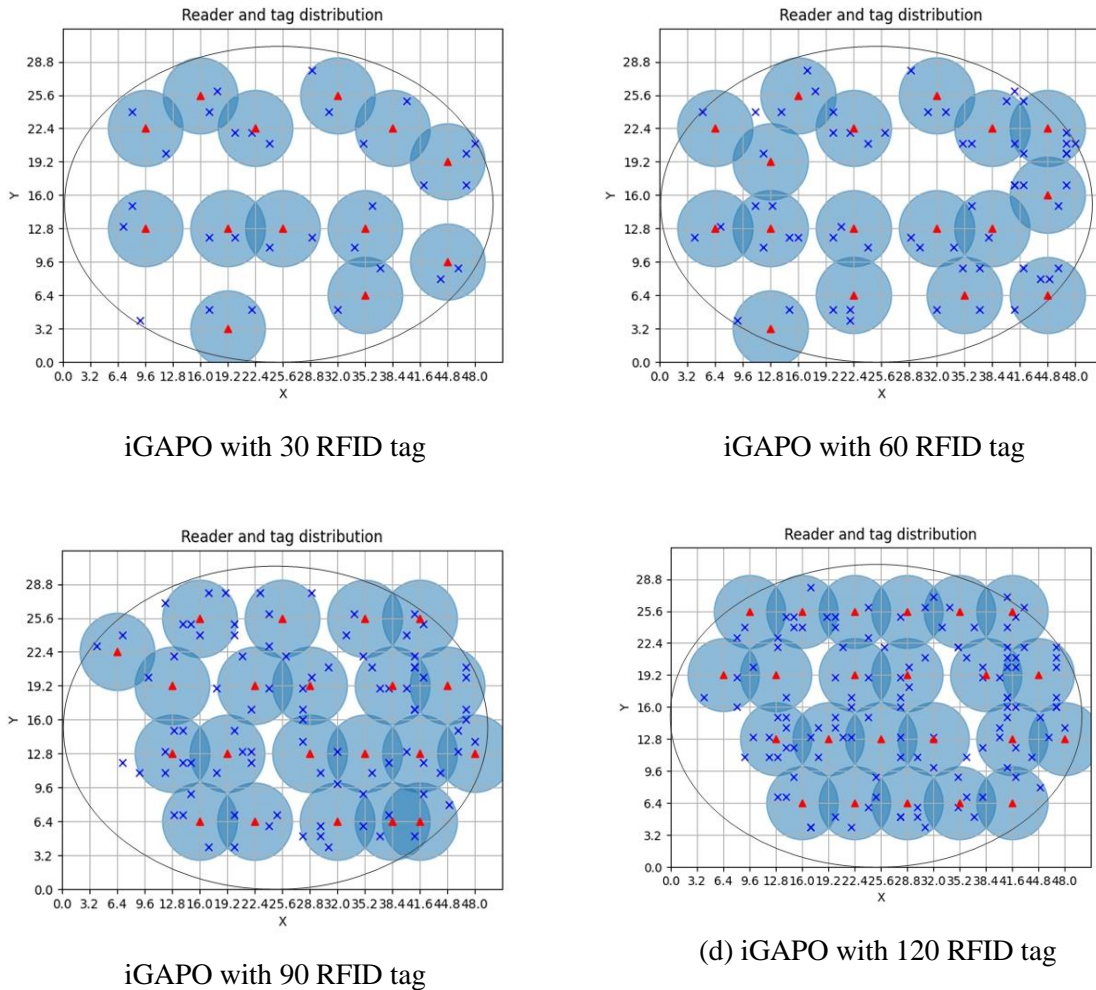 Reader and tag distribution
28.8
25.6
22.4
19.2
16.0
12.8
9.6
6.4
3.2
0.0
Y
0.0 3.2 6.4 9.6 12.8 16.0 19.2 22.4 25.6 28.8 32.0 35.2 38.4 41.6 44.8 48.0
X
iGAPO with 30 RFID tag
Reader and tag distribution
28.8
25.6
22.4
19.2
16.0
12.8
9.6
6.4
3.2
0.0
Y
0.0 3.2 6.4 9.6 12.8 16.0 19.2 22.4 25.6 28.8 32.0 35.2 38.4 41.6 44.8 48.0
X
iGAPO with 60 RFID tag
Reader and tag distribution
28.8
25.6
22.4
19.2
16.0
12.8
9.6
6.4
3.2
0.0
Y
0.0 3.2 6.4 9.6 12.8 16.0 19.2 22.4 25.6 28.8 32.0 35.2 38.4 41.6 44.8 48.0
X
iGAPO with 90 RFID tag
Reader and tag distribution
28.8
25.6
22.4
19.2
16.0
12.8
9.6
6.4
3.2
0.0
Y
0.0 3.2 6.4 9.6 12.8 16.0 19.2 22.4 25.6 28.8 32.0 35.2 38.4 41.6 44.8 48.0
X
(d) iGAPO with 120 RFID tag